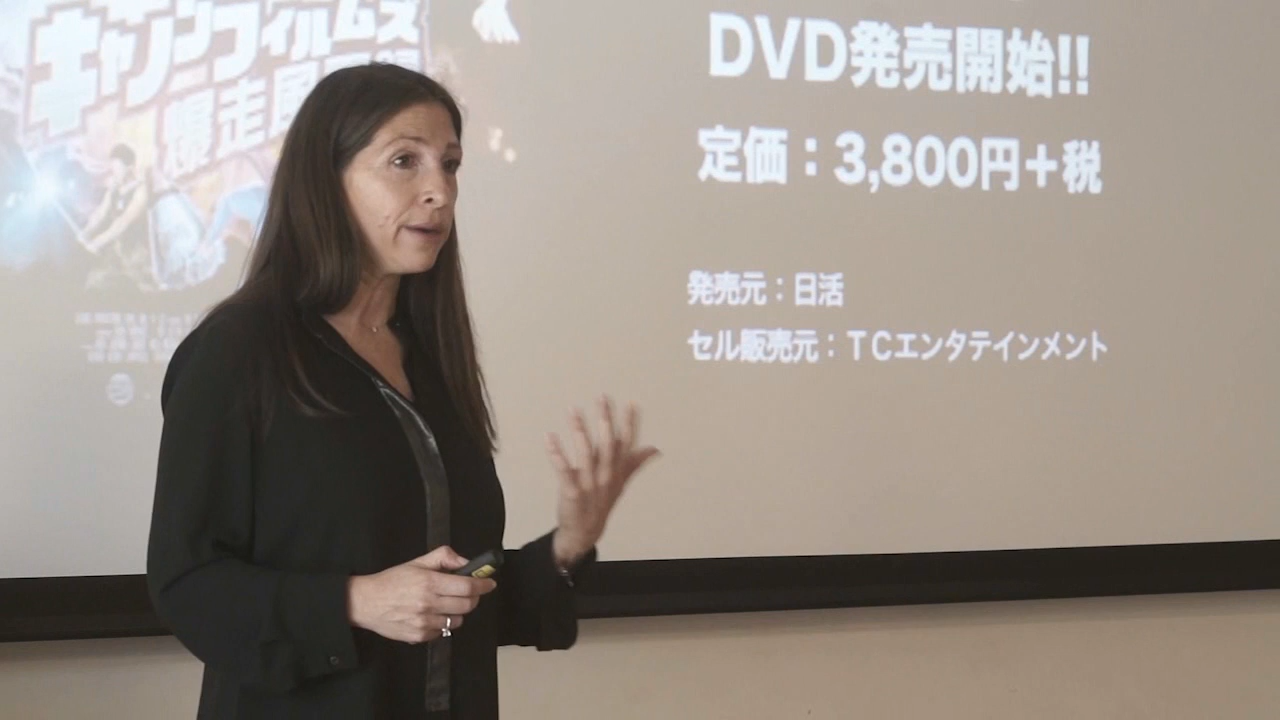 キャノンフィルムズ
爆走風
DVD発売開始!!
定価：3,800円＋税
発売元：日活
セル販売元：TCエンタテインメント